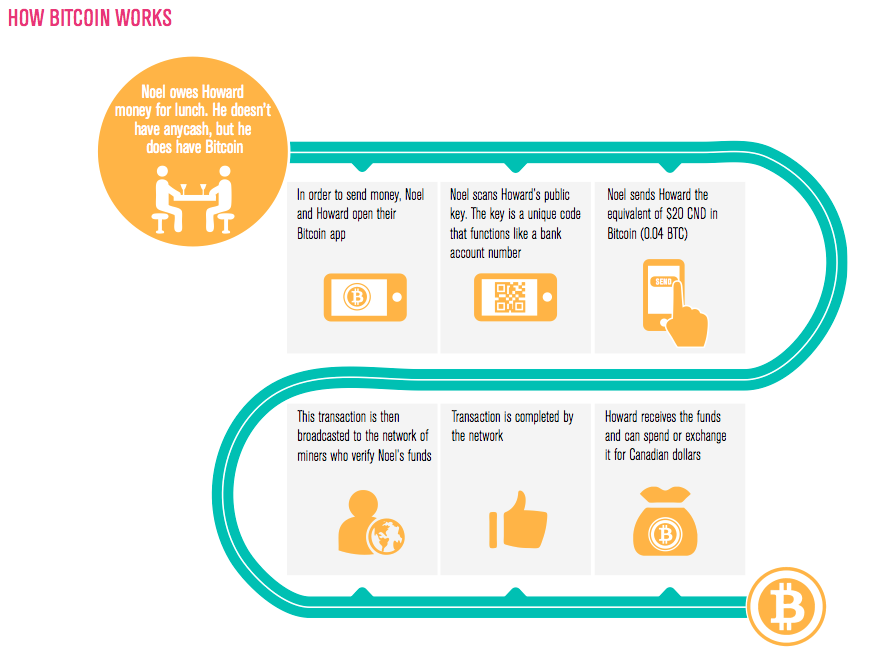 HOW BITCOIN WORKS
Noel owes Howard
money for lunch. He doesn't
have anycash, but he
does have Bitcoin
In order to send money, Noel
and Howard open their
Bitcoin app
Noel scans Howard's public
key. The key is a unique code
that functions like a bank
account number
Noel sends Howard the
equivalent of $20 CND in
Bitcoin (0.04 BTC)
SEND
This transaction is then
broadcasted to the network of
miners who verify Noel's funds
Transaction is completed by
the network
Howard receives the funds
and can spend or exchange
it for Canadian dollars